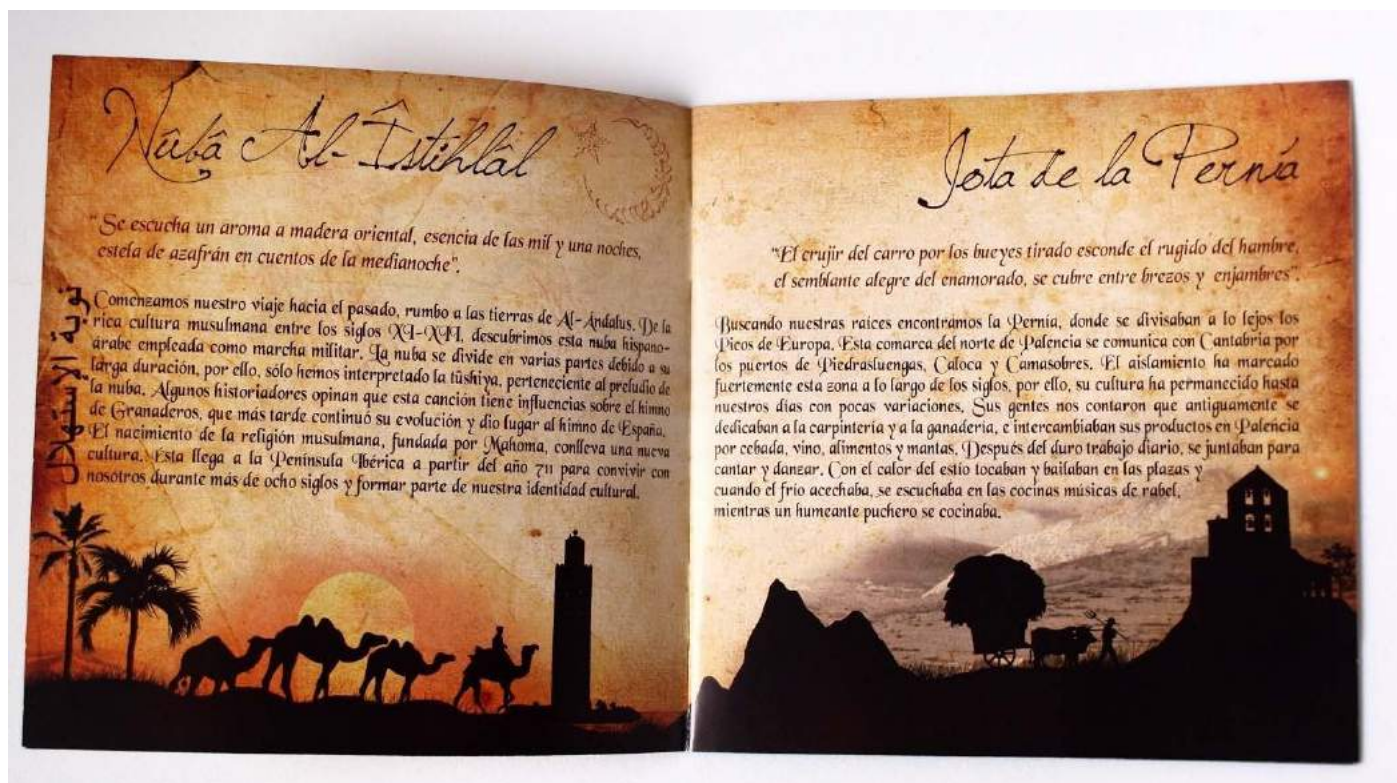 Nûbâ Al-Îstihlâl
"Se escucha un aroma a madera oriental, esencia de las mil y una noches,
estela de azafrán en cuentos de la medianoche".
نوبة الإستهلال
Comenzamos nuestro viaje hacia el pasado, rumbo a las tierras de Al-Andalus. De la
rica cultura musulmana entre los siglos XI-XII, descubrimos esta nuba hispano-
árabe empleada como marcha militar. La nuba se divide en varias partes debido a su
larga duración, por ello, sólo hemos interpretado la tûshiya, perteneciente al preludio de
la nuba. Algunos historiadores opinan que esta canción tiene influencias sobre el himno
de Granaderos, que más tarde continuó su evolución y dio lugar al himno de España.
El nacimiento de la religión musulmana, fundada por Mahoma, conlleva una nueva
cultura. Esta llega a la Península Ibérica a partir del año 711 para convivir con
nosotros durante más de ocho siglos y formar parte de nuestra identidad cultural.
Jota de la Pernía
"El crujir del carro por los bueyes tirado esconde el rugido del hambre,
el semblante alegre del enamorado, se cubre entre brezos y enjambres".
Buscando nuestras raíces encontramos la Pernía, donde se divisaban a lo lejos los
Picos de Europa. Esta comarca del norte de Palencia se comunica con Cantabria por
los puertos de Piedrasluengas, Caloca y Camasobres. El aislamiento ha marcado
fuertemente esta zona a lo largo de los siglos, por ello, su cultura ha permanecido hasta
nuestros días con pocas variaciones. Sus gentes nos contaron que antiguamente se
dedicaban a la carpintería y a la ganadería, e intercambiaban sus productos en Palencia
por cebada, vino, alimentos y mantas. Después del duro trabajo diario, se juntaban para
cantar y danzar. Con el calor del estío tocaban y bailaban en las plazas y
cuando el frío acechaba, se escuchaba en las cocinas músicas de rabel,
mientras un humeante puchero se cocinaba.